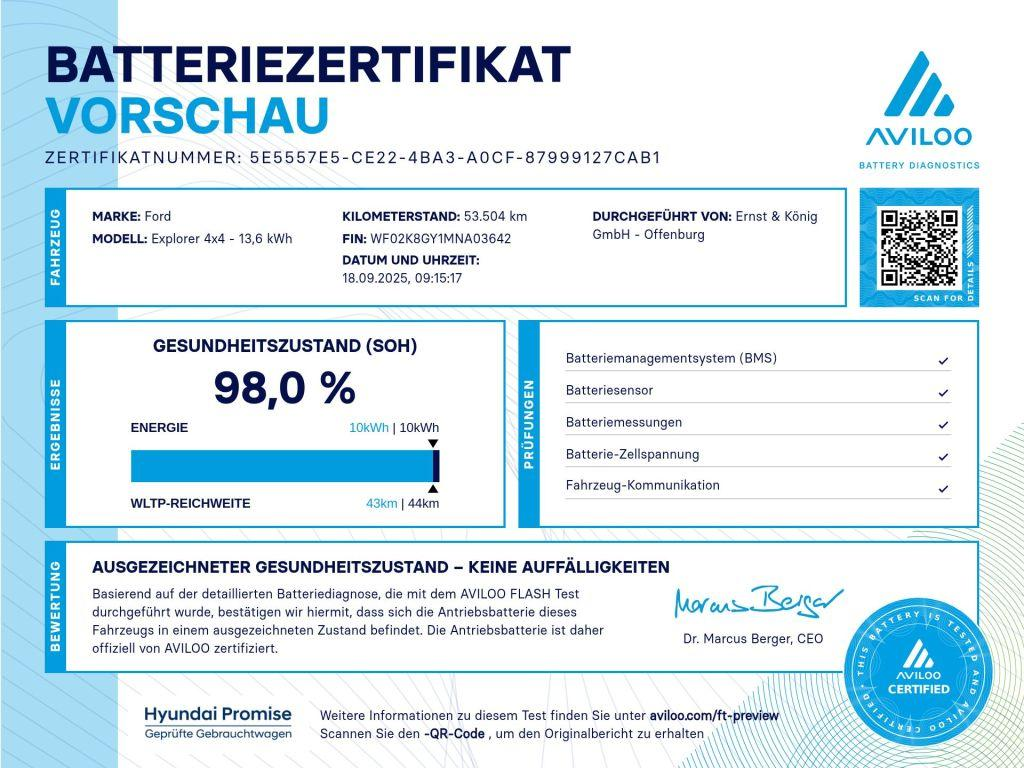 BATTERIEZERTIFIKAT
VORSCHAU
ZERTIFIKATNUMMER: 5E5557E5-CE22-4BA3-A0CF-87999127CAB1
AVILOO
BATTERY DIAGNOSTICS
FAHRZEUG
MARKE: Ford
MODELL: Explorer 4x4 - 13,6 kWh
KILOMETERSTAND: 53.504 km
FIN: WF02K8GY1MNA03642
DATUM UND UHRZEIT:
18.09.2025, 09:15:17
DURCHGEFÜHRT VON: Ernst & König
GmbH - Offenburg
SCAN FOR DETAILS
ERGEBNISSE
GESUNDHEITSZUSTAND (SOH)
98,0 %
ENERGIE 10kWh | 10kWh
WLTP-REICHWEITE 43km | 44km
PRÜFUNGEN
Batteriemanagementsystem (BMS)
Batteriesensor
Batteriemessungen
Batterie-Zellspannung
Fahrzeug-Kommunikation
BEWERTUNG
AUSGEZEICHNETER GESUNDHEITSZUSTAND – KEINE AUFFÄLLIGKEITEN
Basierend auf der detaillierten Batteriediagnose, die mit dem AVILOO FLASH Test
durchgeführt wurde, bestätigen wir hiermit, dass sich die Antriebsbatterie dieses
Fahrzeugs in einem ausgezeichneten Zustand befindet. Die Antriebsbatterie ist daher
offiziell von AVILOO zertifiziert.
Marcus Berger
Dr. Marcus Berger, CEO
THIS BATTERY IS TESTED AND AVILOO CERTIFIED
AVILOO
CERTIFIED
Hyundai Promise
Geprüfte Gebrauchtwagen
Weitere Informationen zu diesem Test finden Sie unter aviloo.com/ft-preview
Scannen Sie den -QR-Code , um den Originalbericht zu erhalten